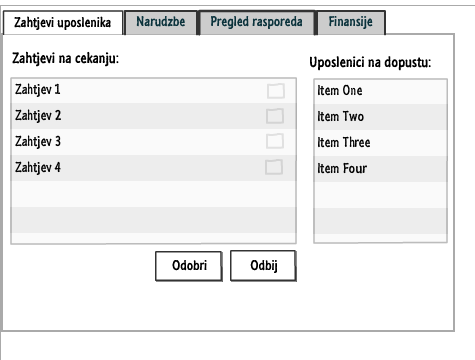 Zahtjevi uposlenika Narudzbe Pregled rasporeda Finansije
Zahtjevi na cekanju:
Zahtjev 1
Zahtjev 2
Zahtjev 3
Zahtjev 4
Odobri Odbij
Uposlenici na dopustu:
Item One
Item Two
Item Three
Item Four